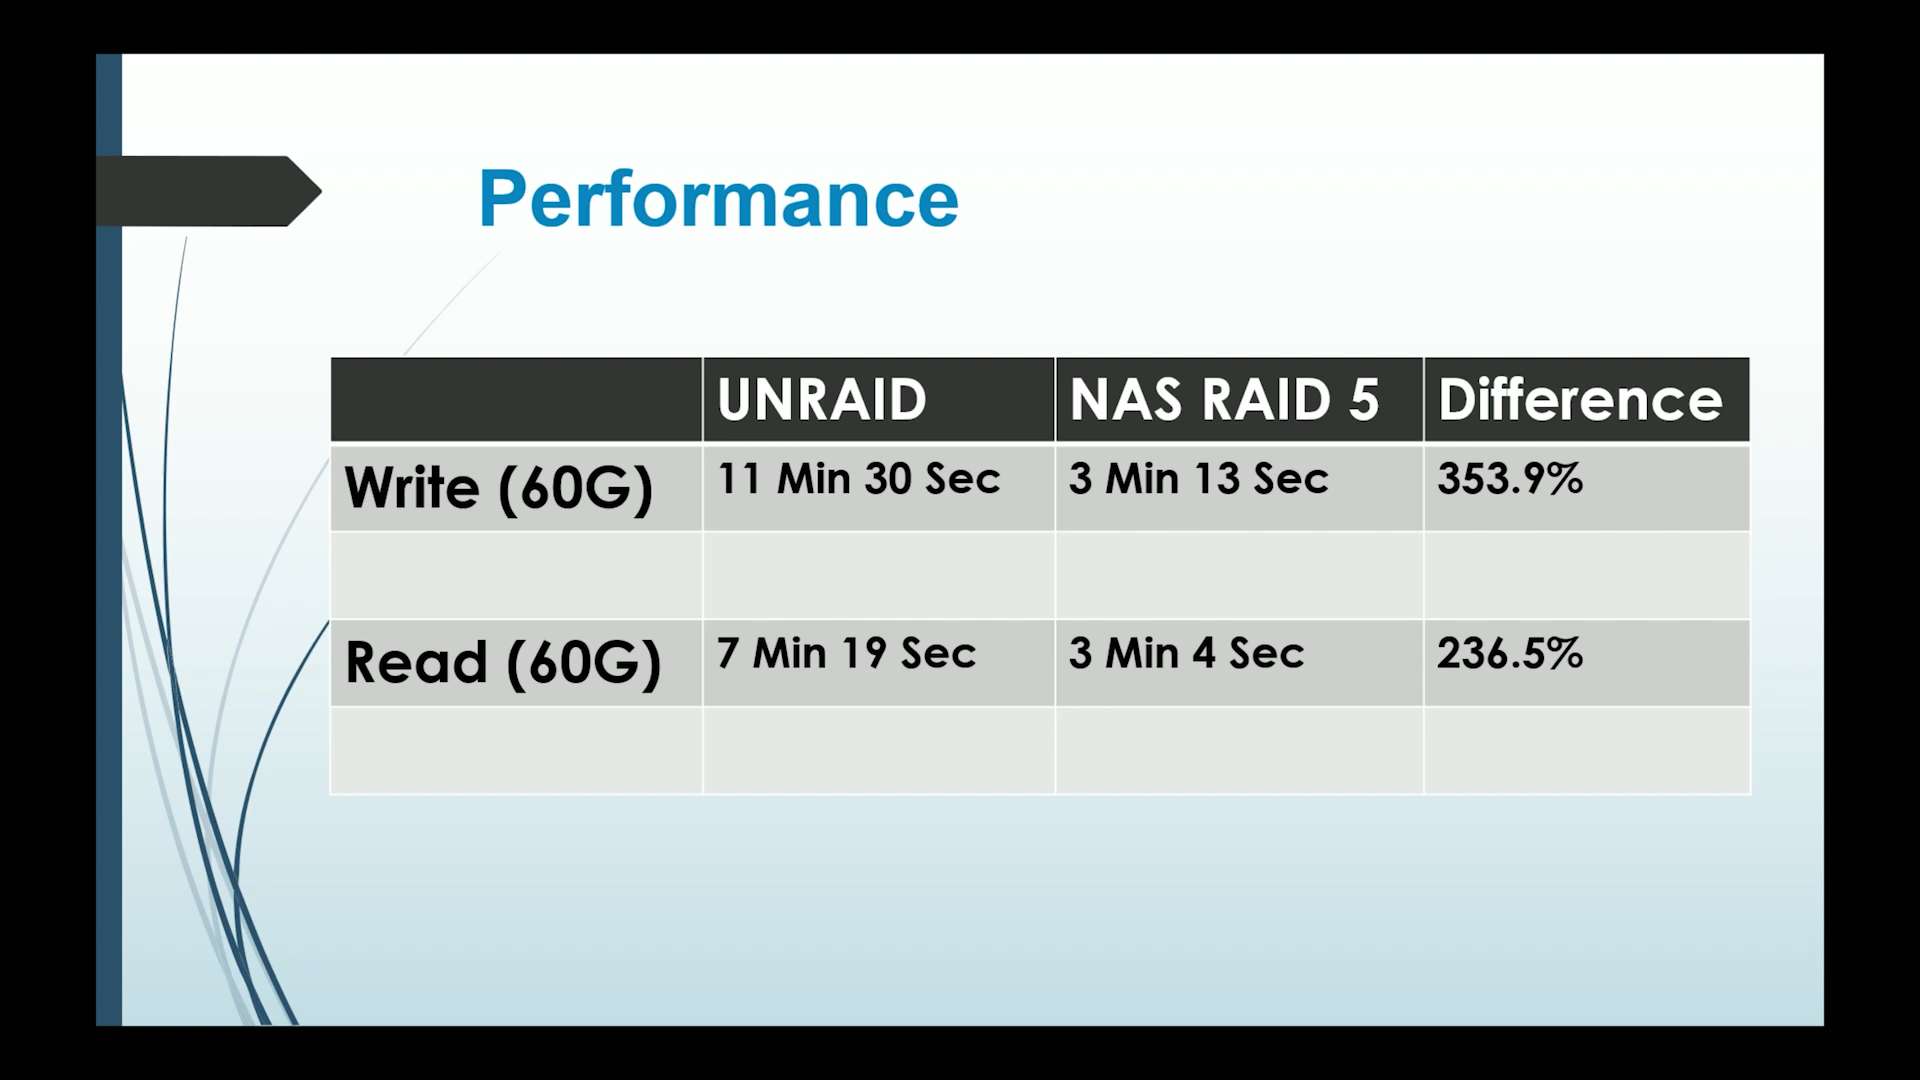 Performance
UNRAID NAS RAID 5 Difference
Write (60G) 11 Min 30 Sec 3 Min 13 Sec 353.9%
Read (60G) 7 Min 19 Sec 3 Min 4 Sec 236.5%